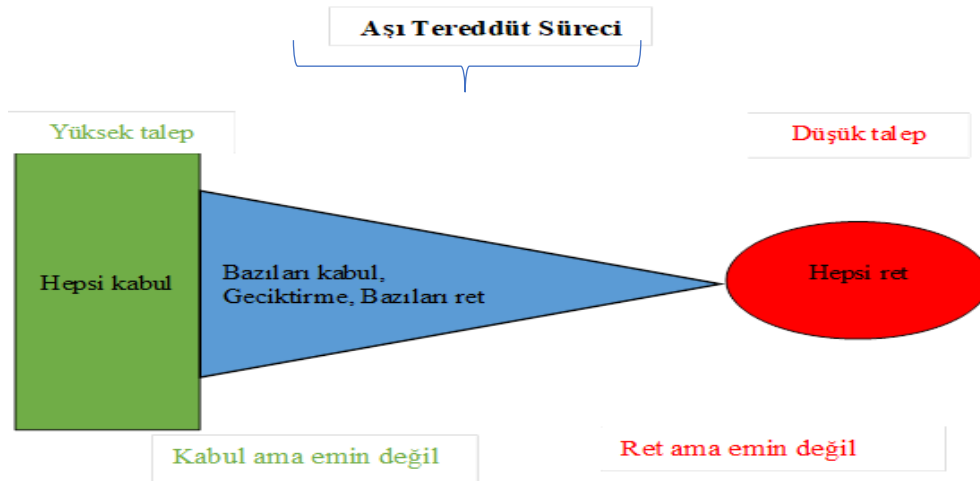 Aşı Tereddüt Süreci
Yüksek talep
Düşük talep
Hepsi kabul
Bazıları kabul,
Geciktirme, Bazıları ret
Hepsi ret
Kabul ama emin değil
Ret ama emin değil